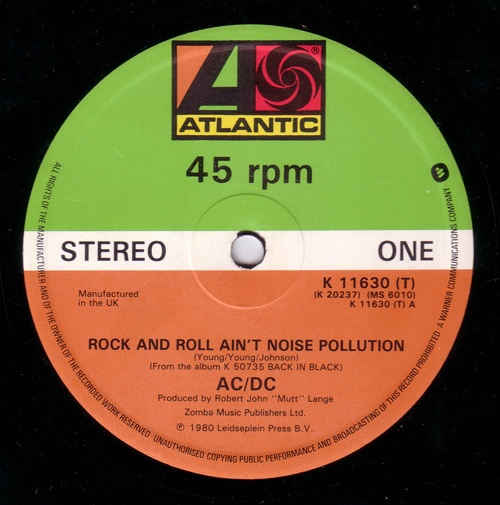 ATLANTIC
®
45 rpm
STEREO
ONE
K 11630 (T)
(K 20237) (MS 6010)
K 11630 (T) A
Manufactured
in the UK
ROCK AND ROLL AIN'T NOISE POLLUTION
(Young/Young/Johnson)
(From the album K 50735 BACK IN BLACK)
AC/DC
Produced by Robert John "Mutt" Lange
Zomba Music Publishers Ltd.
℗ 1980 Leidseplein Press B.V.
ALL RIGHTS OF THE MANUFACTURER AND OF THE OWNER OF THE RECORDED WORK RESERVED · UNAUTHORISED COPYING PUBLIC PERFORMANCE AND BROADCASTING OF THIS RECORD PROHIBITED · A WARNER COMMUNICATIONS COMPANY ·